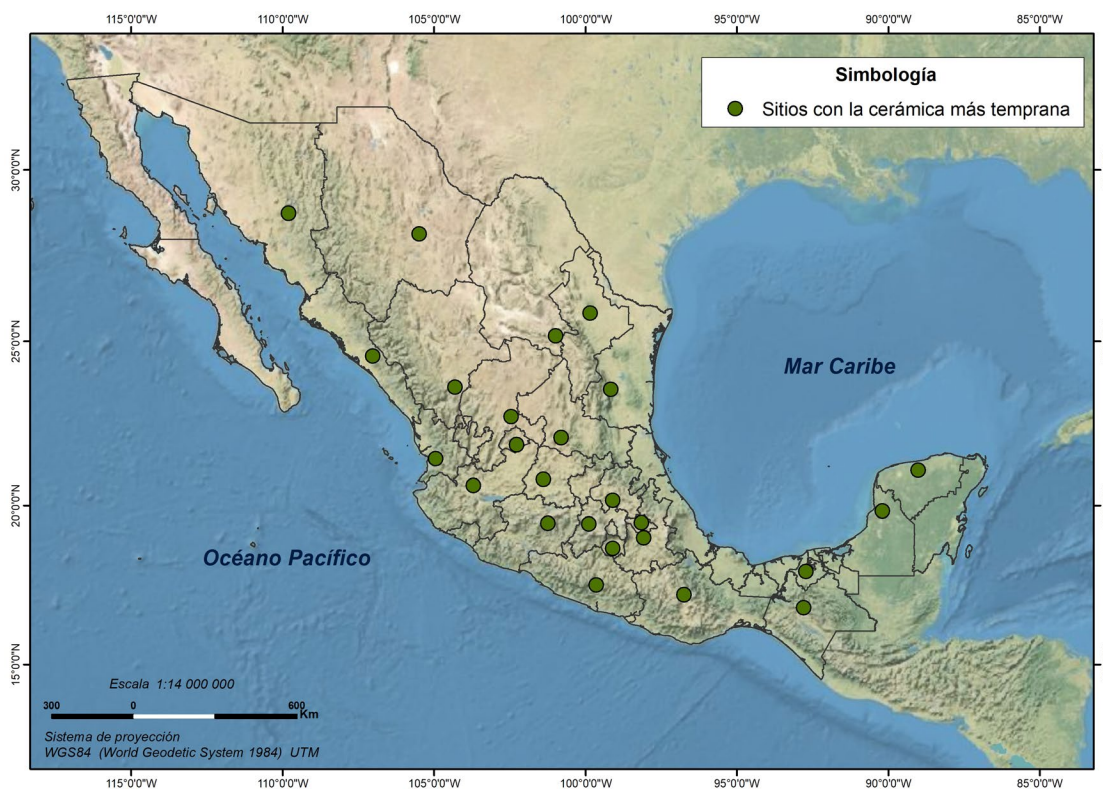 115°0'0"W 110°0'0"W 105°0'0"W 100°0'0"W 95°0'0"W 90°0'0"W 85°0'0"W
Simbología
Sitios con la cerámica más temprana
30°0'0"N
25°0'0"N
Mar Caribe
20°0'0"N
Océano Pacífico
15°0'0"N
Escala 1:14 000 000
300 0 600
Km
Sistema de proyección
WGS84 (World Geodetic System 1984) UTM
115°0'0"W 110°0'0"W 105°0'0"W 100°0'0"W 95°0'0"W 90°0'0"W 85°0'0"W